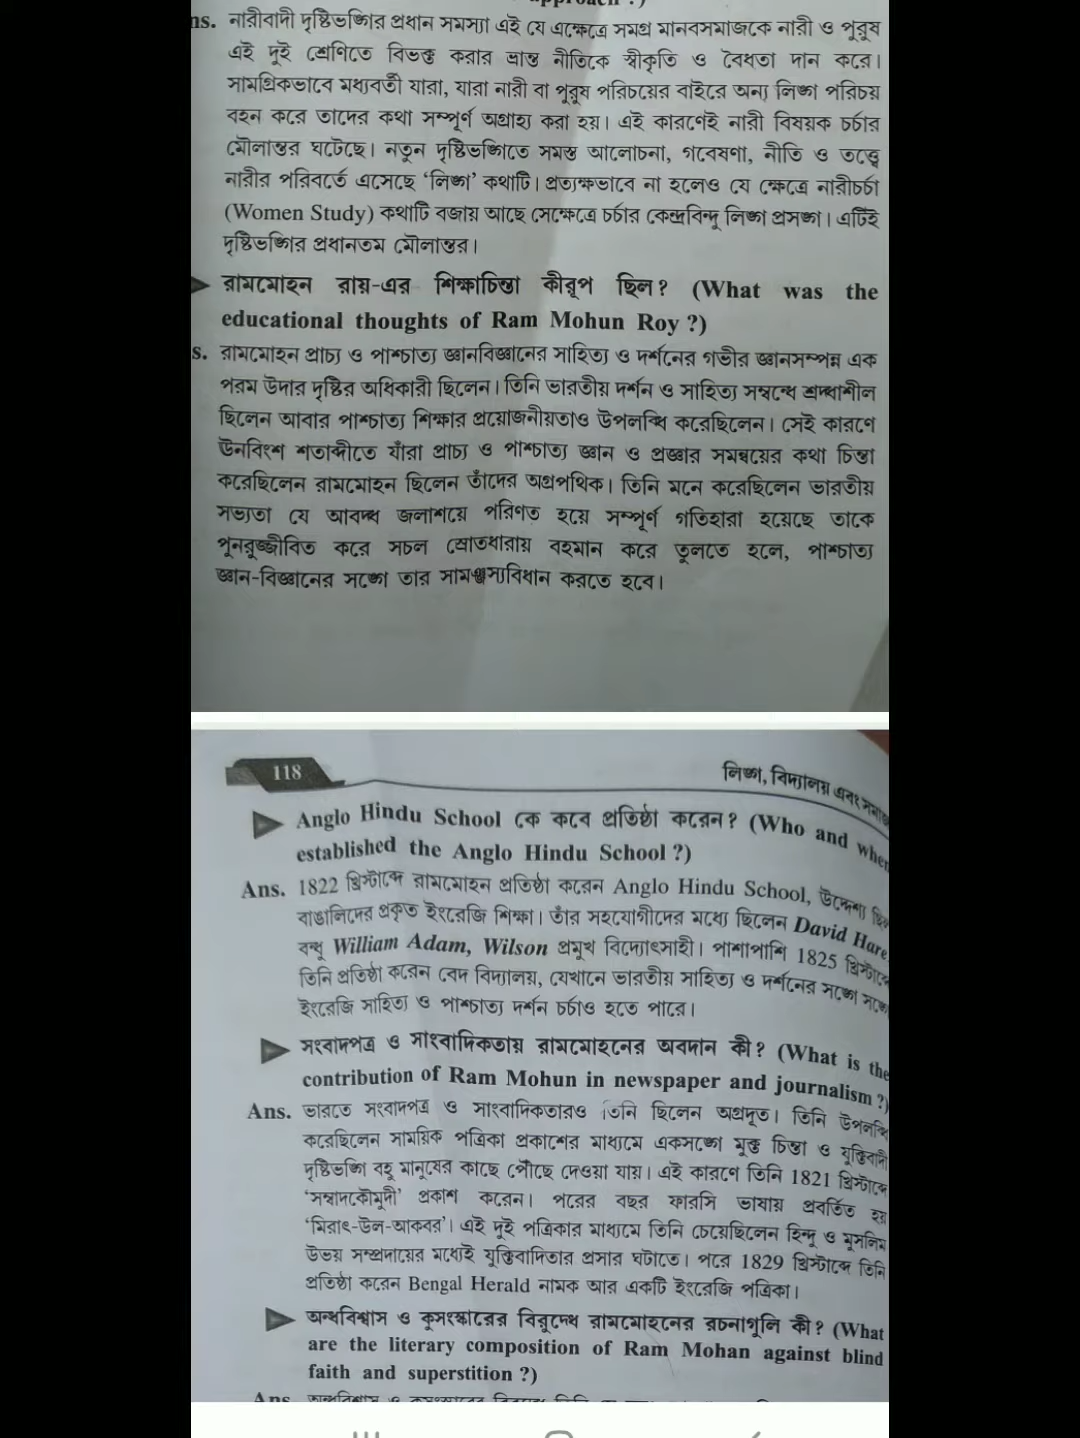 approach ?)
ns. নারীবাদী দৃষ্টিভঙ্গির প্রধান সমস্যা এই যে এক্ষেত্রে সমগ্র মানবসমাজকে নারী ও পুরুষ
এই দুই শ্রেণিতে বিভক্ত করার ভ্রান্ত নীতিকে স্বীকৃতি ও বৈধতা দান করে।
সামগ্রিকভাবে মধ্যবর্তী যারা, যারা নারী বা পুরুষ পরিচয়ের বাইরে অন্য লিঙ্গ পরিচয়
বহন করে তাদের কথা সম্পূর্ণ অগ্রাহ্য করা হয়। এই কারণেই নারী বিষয়ক চর্চার
মৌলান্তর ঘটেছে। নতুন দৃষ্টিভঙ্গিতে সমস্ত আলোচনা, গবেষণা, নীতি ও তত্ত্বে
নারীর পরিবর্তে এসেছে ‘লিঙ্গ’ কথাটি। প্রত্যক্ষভাবে না হলেও যে ক্ষেত্রে নারীচর্চা
(Women Study) কথাটি বজায় আছে সেক্ষেত্রে চর্চার কেন্দ্রবিন্দু লিঙ্গ প্রসঙ্গ। এটিই
দৃষ্টিভঙ্গির প্রধানতম মৌলান্তর।
রামমোহন রায়-এর শিক্ষাচিন্তা কীরূপ ছিল? (What was the
educational thoughts of Ram Mohun Roy ?)
s. রামমোহন প্রাচ্য ও পাশ্চাত্য জ্ঞানবিজ্ঞানের সাহিত্য ও দর্শনের গভীর জ্ঞানসম্পন্ন এক
পরম উদার দৃষ্টির অধিকারী ছিলেন। তিনি ভারতীয় দর্শন ও সাহিত্য সম্বন্ধে শ্রদ্ধাশীল
ছিলেন আবার পাশ্চাত্য শিক্ষার প্রয়োজনীয়তাও উপলব্ধি করেছিলেন। সেই কারণে
ঊনবিংশ শতাব্দীতে যাঁরা প্রাচ্য ও পাশ্চাত্য জ্ঞান ও প্রজ্ঞার সমন্বয়ের কথা চিন্তা
করেছিলেন রামমোহন ছিলেন তাঁদের অগ্রপথিক। তিনি মনে করেছিলেন ভারতীয়
সভ্যতা যে আবদ্ধ জলাশয়ে পরিণত হয়ে সম্পূর্ণ গতিহারা হয়েছে তাকে
পুনরুজ্জীবিত করে সচল স্রোতধারায় বহমান করে তুলতে হলে, পাশ্চাত্য
জ্ঞান-বিজ্ঞানের সঙ্গে তার সামঞ্জস্যবিধান করতে হবে।
118
লিঙ্গ, বিদ্যালয় এবং সমাজ
Anglo Hindu School কে কবে প্রতিষ্ঠা করেন? (Who and when
established the Anglo Hindu School ?)
Ans. 1822 খ্রিস্টাব্দে রামমোহন প্রতিষ্ঠা করেন Anglo Hindu School, উদ্দেশ্য ছিল
বাঙালিদের প্রকৃত ইংরেজি শিক্ষা। তাঁর সহযোগীদের মধ্যে ছিলেন David Hare,
বন্ধু William Adam, Wilson প্রমুখ বিদ্যোৎসাহী। পাশাপাশি 1825 খ্রিস্টাব্দে
তিনি প্রতিষ্ঠা করেন বেদ বিদ্যালয়, যেখানে ভারতীয় সাহিত্য ও দর্শনের সঙ্গে সঙ্গে
ইংরেজি সাহিত্য ও পাশ্চাত্য দর্শন চর্চাও হতে পারে।
সংবাদপত্র ও সাংবাদিকতায় রামমোহনের অবদান কী? (What is the
contribution of Ram Mohun in newspaper and journalism ?)
Ans. ভারতে সংবাদপত্র ও সাংবাদিকতারও তিনি ছিলেন অগ্রদূত। তিনি উপলব্ধি
করেছিলেন সাময়িক পত্রিকা প্রকাশের মাধ্যমে একসঙ্গে মুক্ত চিন্তা ও যুক্তিবাদী
দৃষ্টিভঙ্গি বহু মানুষের কাছে পৌঁছে দেওয়া যায়। এই কারণে তিনি 1821 খ্রিস্টাব্দে
‘সম্বাদকৌমুদী’ প্রকাশ করেন। পরের বছর ফারসি ভাষায় প্রবর্তিত হয়
‘মিরাৎ-উল-আকবর’। এই দুই পত্রিকার মাধ্যমে তিনি চেয়েছিলেন হিন্দু ও মুসলিম
উভয় সম্প্রদায়ের মধ্যেই যুক্তিবাদিতার প্রসার ঘটাতে। পরে 1829 খ্রিস্টাব্দে তিনি
প্রতিষ্ঠা করেন Bengal Herald নামক আর একটি ইংরেজি পত্রিকা।
অন্ধবিশ্বাস ও কুসংস্কারের বিরুদ্ধে রামমোহনের রচনাগুলি কী? (What
are the literary composition of Ram Mohan against blind
faith and superstition ?)
Ans. অন্ধবিশ্বাস ও